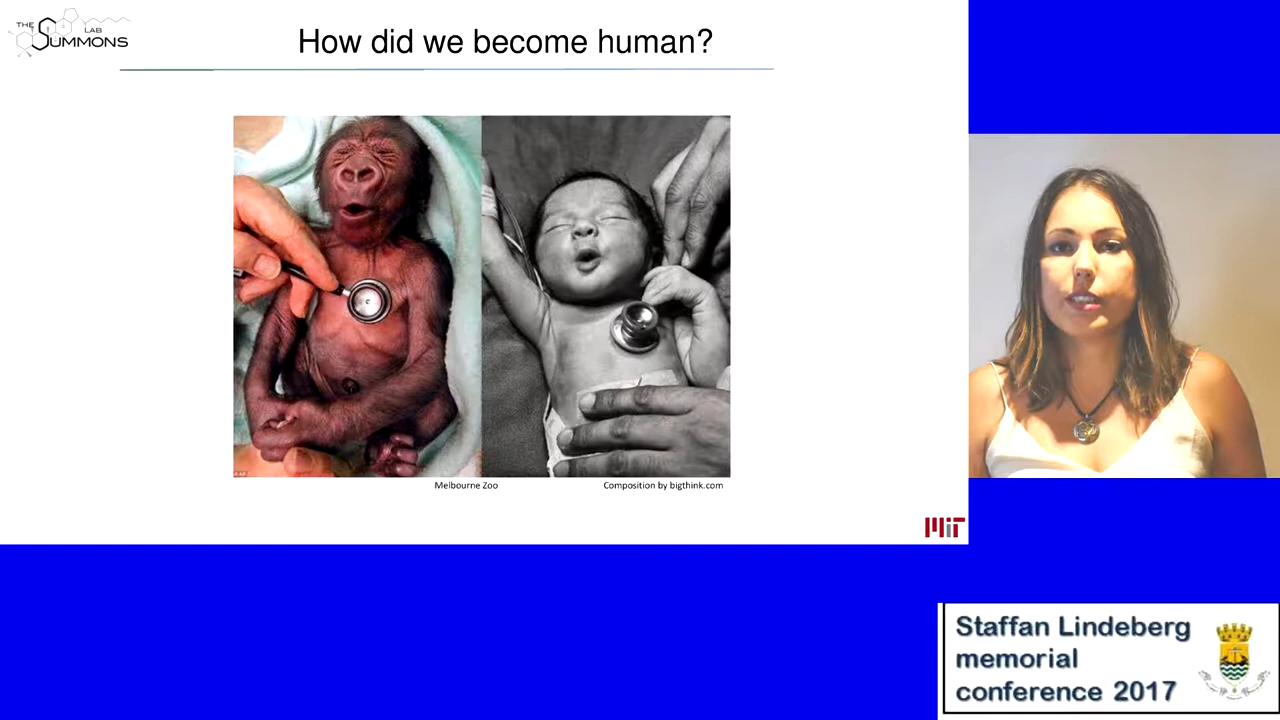 THE
SUMMONS
LAB
How did we become human?
Melbourne Zoo
Composition by bigthink.com
MIT
Staffan Lindeberg
memorial
conference 2017